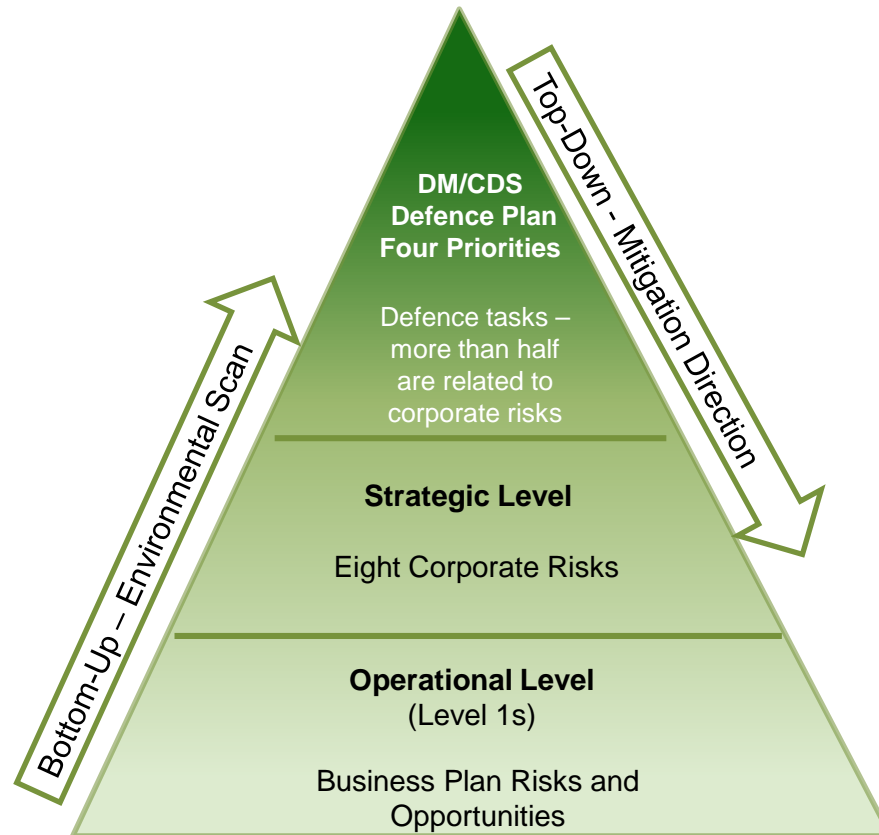 DM/CDS
Defence Plan
Four Priorities
Defence tasks –
more than half
are related to
corporate risks
Strategic Level
Eight Corporate Risks
Operational Level
(Level 1s)
Business Plan Risks and
Opportunities
Bottom-Up – Environmental Scan
Top-Down - Mitigation Direction